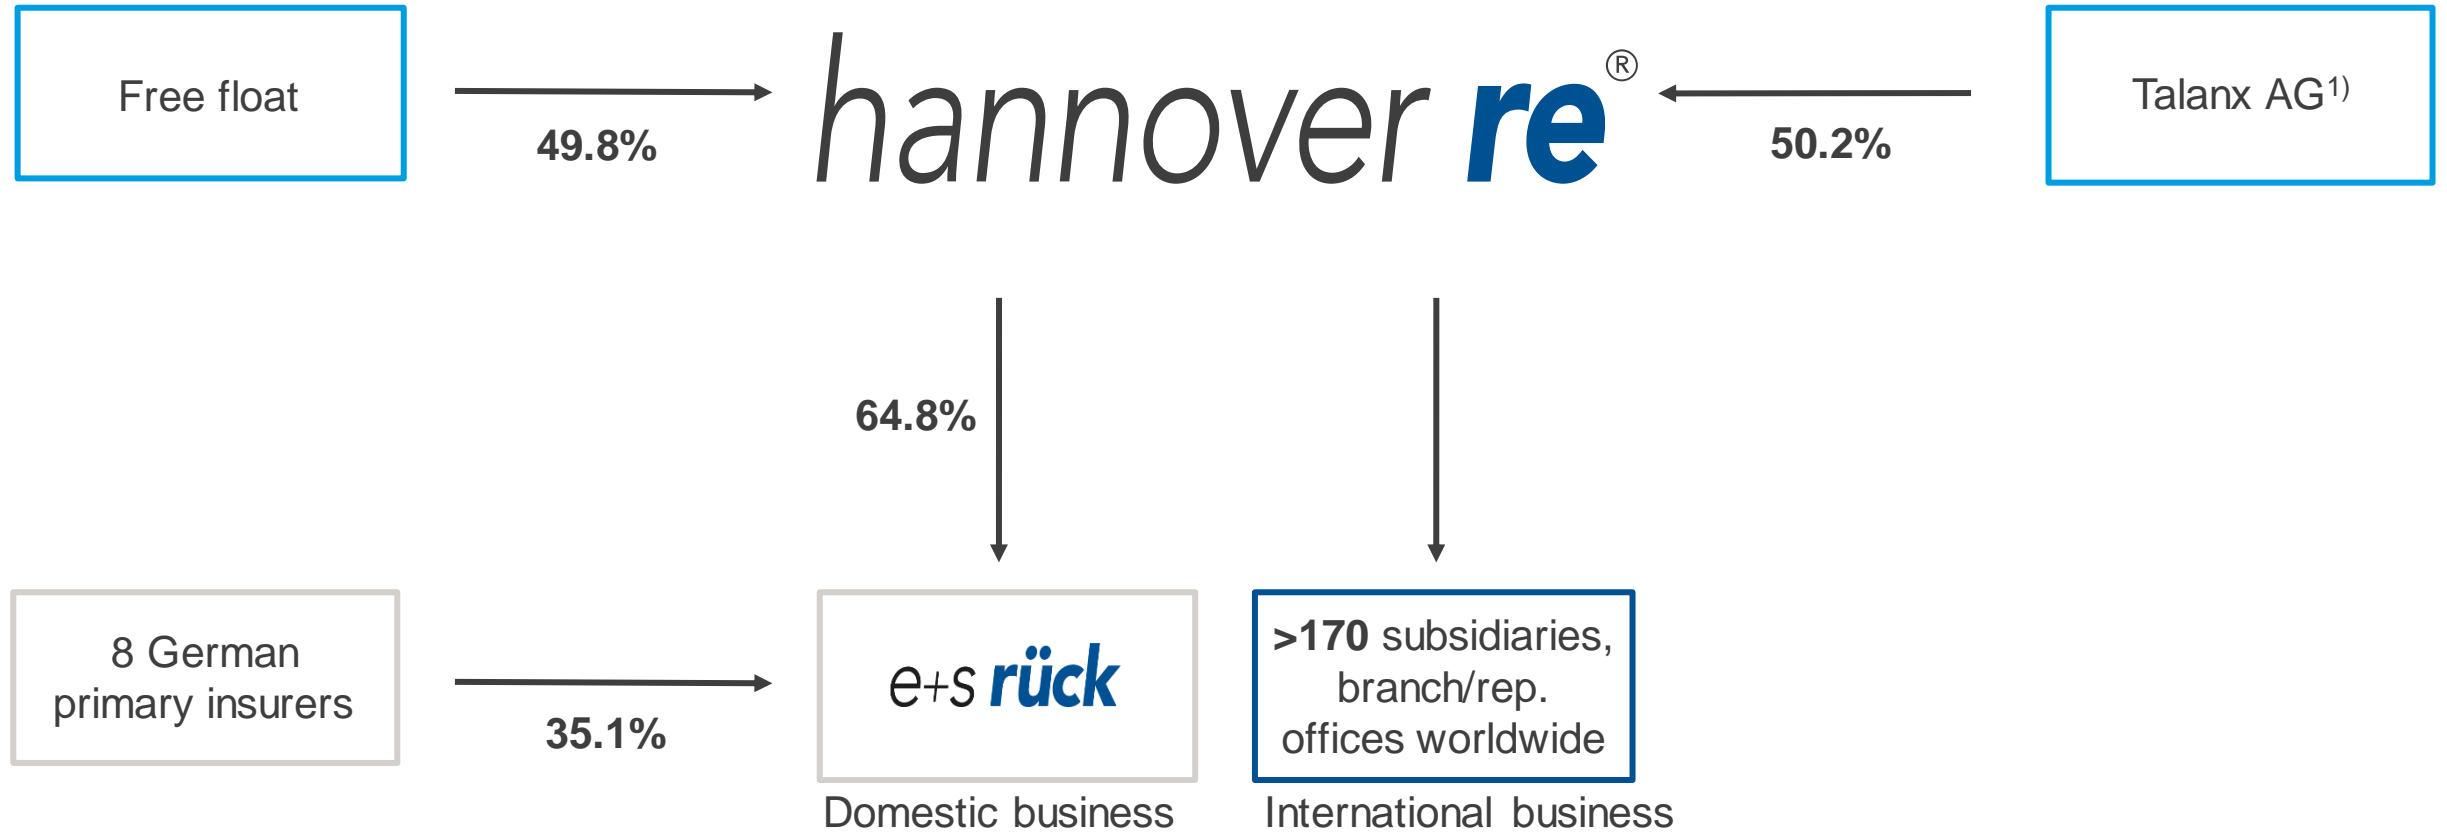 Free float
49.8%
hannover re®
50.2%
Talanx AG1)
64.8%
8 German
primary insurers
35.1%
e+s rück
>170 subsidiaries,
branch/rep.
offices worldwide
Domestic business
International business